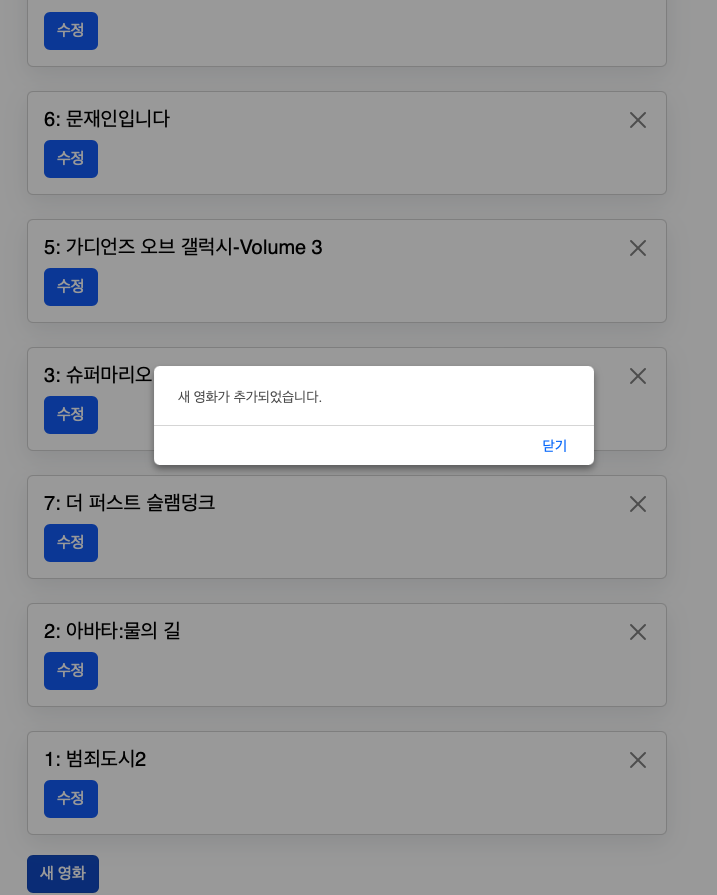 수정
6: 문재인입니다
수정
5: 가디언즈 오브 갤럭시-Volume 3
수정
3: 슈퍼마리오
수정
새 영화가 추가되었습니다.
닫기
7: 더 퍼스트 슬램덩크
수정
2: 아바타:물의 길
수정
1: 범죄도시2
수정
새 영화